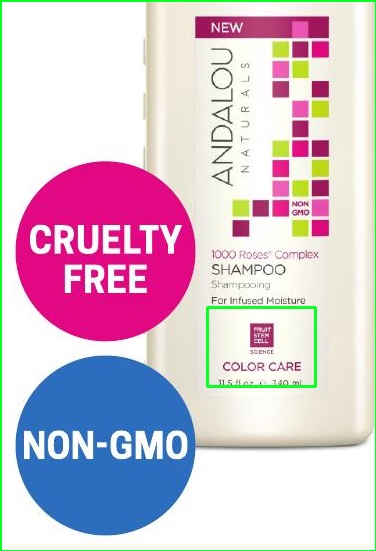 NEW
ANDALOU
NATURALS
NON
GMO
1000 Roses® Complex
SHAMPOO
Shampooing
For Infused Moisture
FRUIT
STEM
CELL
SCIENCE
COLOR CARE
11.5 fl oz. ℮ 340 ml
CRUELTY
FREE
NON-GMO